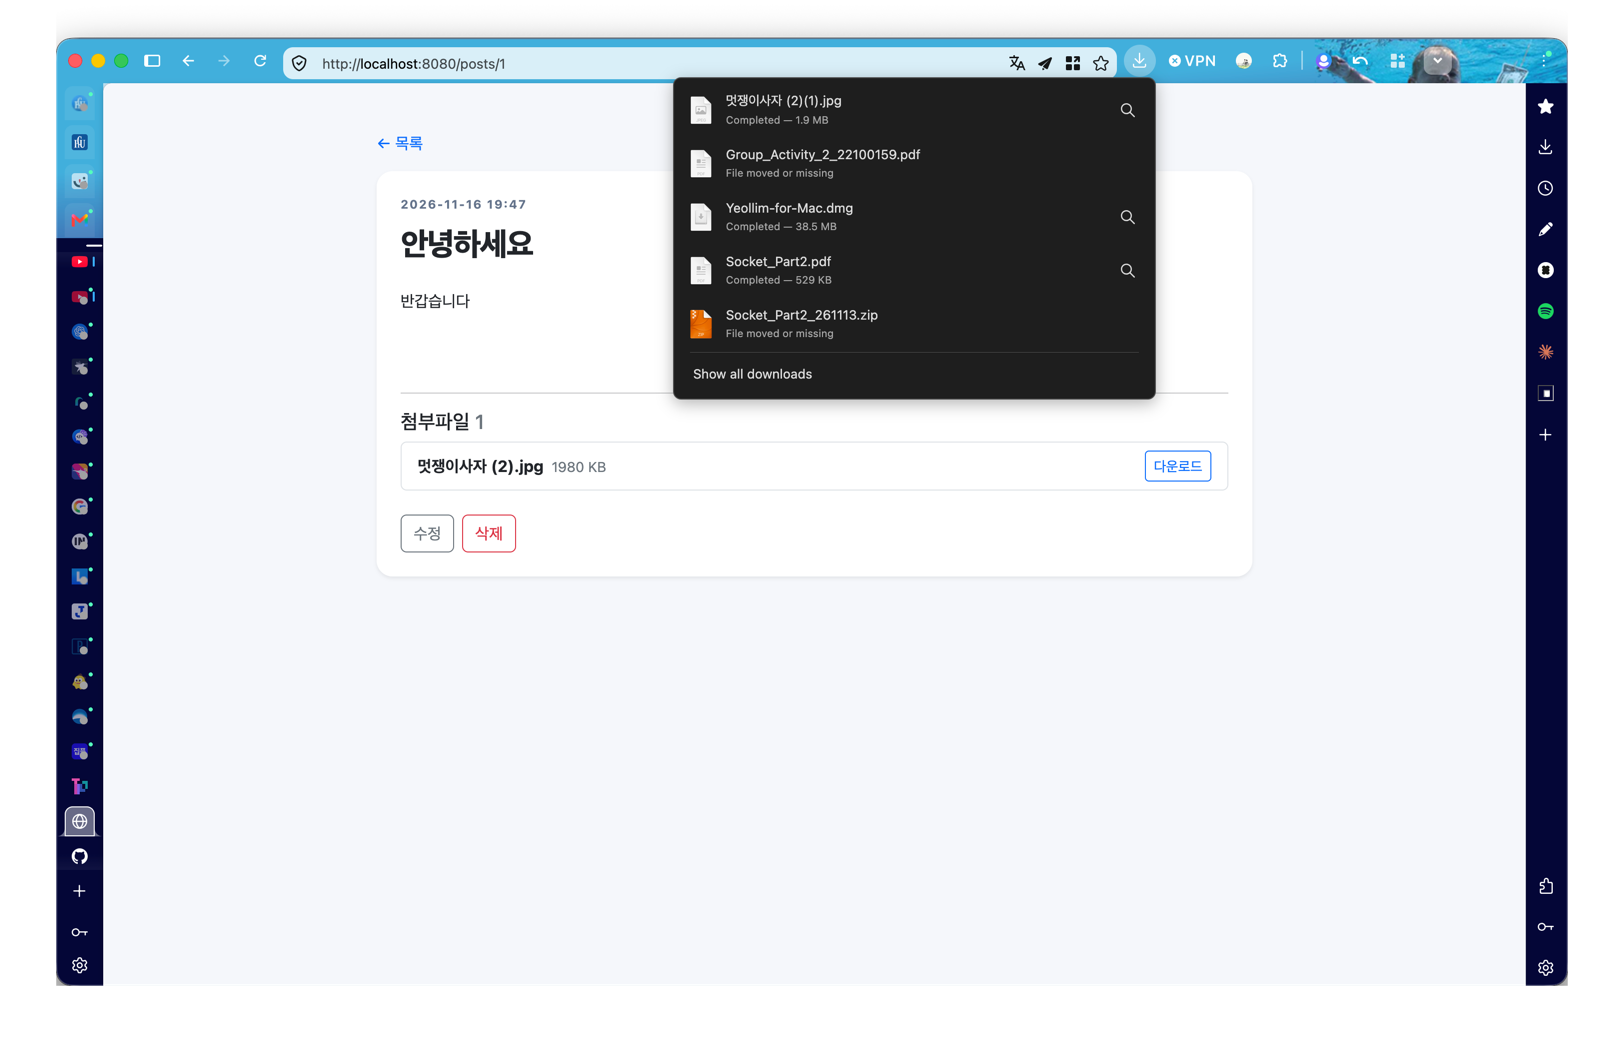 http://localhost:8080/posts/1
VPN
멋쟁이사자 (2)(1).jpg
Completed — 1.9 MB
Group_Activity_2_22100159.pdf
File moved or missing
Yeollim-for-Mac.dmg
Completed — 38.5 MB
Socket_Part2.pdf
Completed — 529 KB
Socket_Part2_261113.zip
File moved or missing
Show all downloads
← 목록
2026-11-16 19:47
안녕하세요
반갑습니다
첨부파일 1
멋쟁이사자 (2).jpg 1980 KB
다운로드
수정
삭제